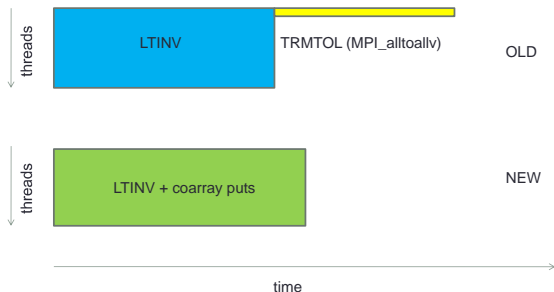 threads
LTINV
TRMTOL (MPI_alltoallv)
OLD
threads
LTINV + coarray puts
NEW
time